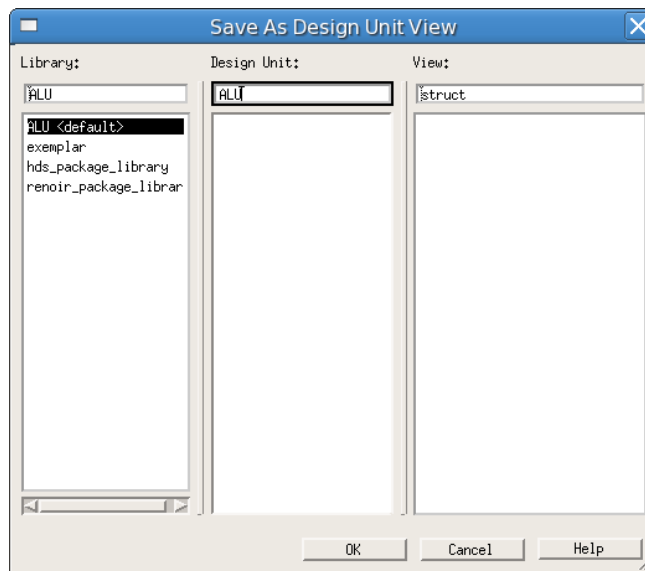 Save As Design Unit View
Library:
Design Unit:
View:
ALU
ALU
struct
ALU <default>
exemplar
hds_package_library
renoir_package_librar
OK
Cancel
Help